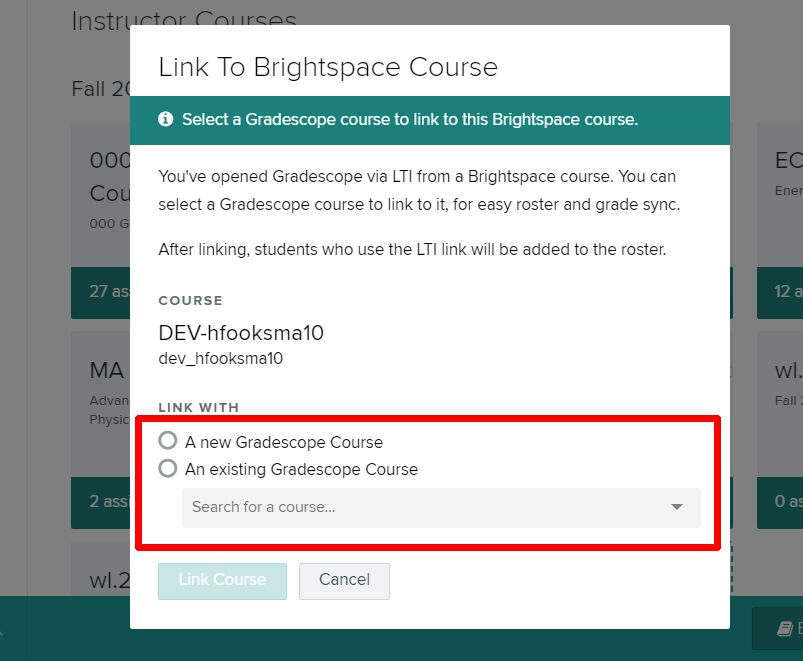 Instructor Courses
Fall 20
Link To Brightspace Course
Select a Gradescope course to link to this Brightspace course.
000
Cou
000 G
EC
Ener
You've opened Gradescope via LTI from a Brightspace course. You can
select a Gradescope course to link to it, for easy roster and grade sync.
After linking, students who use the LTI link will be added to the roster.
27 ass
12 a
COURSE
DEV-hfooksma10
dev_hfooksma10
MA
Advan
Physic
wl.
Fall 2
LINK WITH
A new Gradescope Course
An existing Gradescope Course
Search for a course...
2 assi
0 as
Link Course
Cancel
wl.2